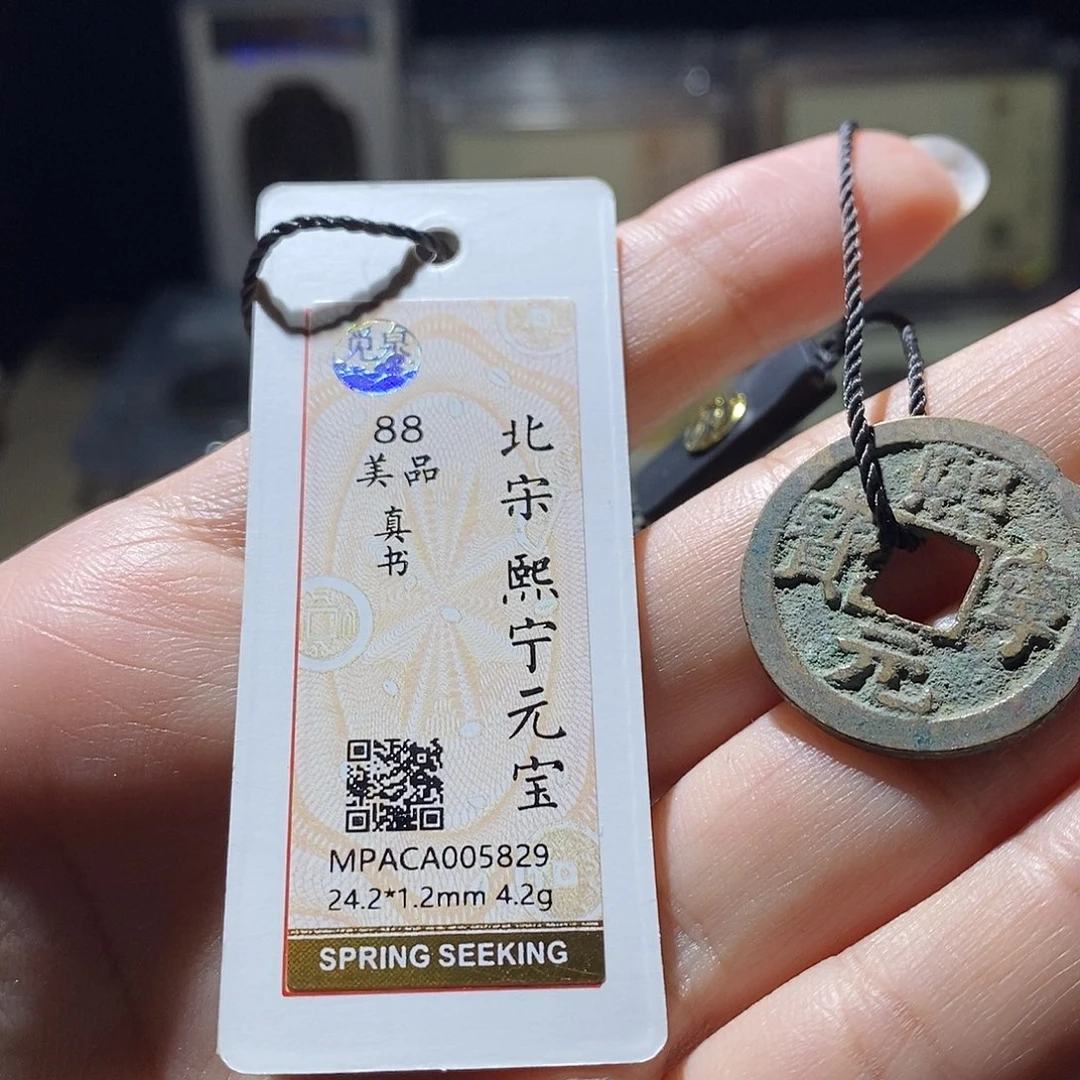 觅泉
88
美品
真书
北宋熙宁元宝
MPACA005829
24.2*1.2mm 4.2g
SPRING SEEKING
熙寧元寶